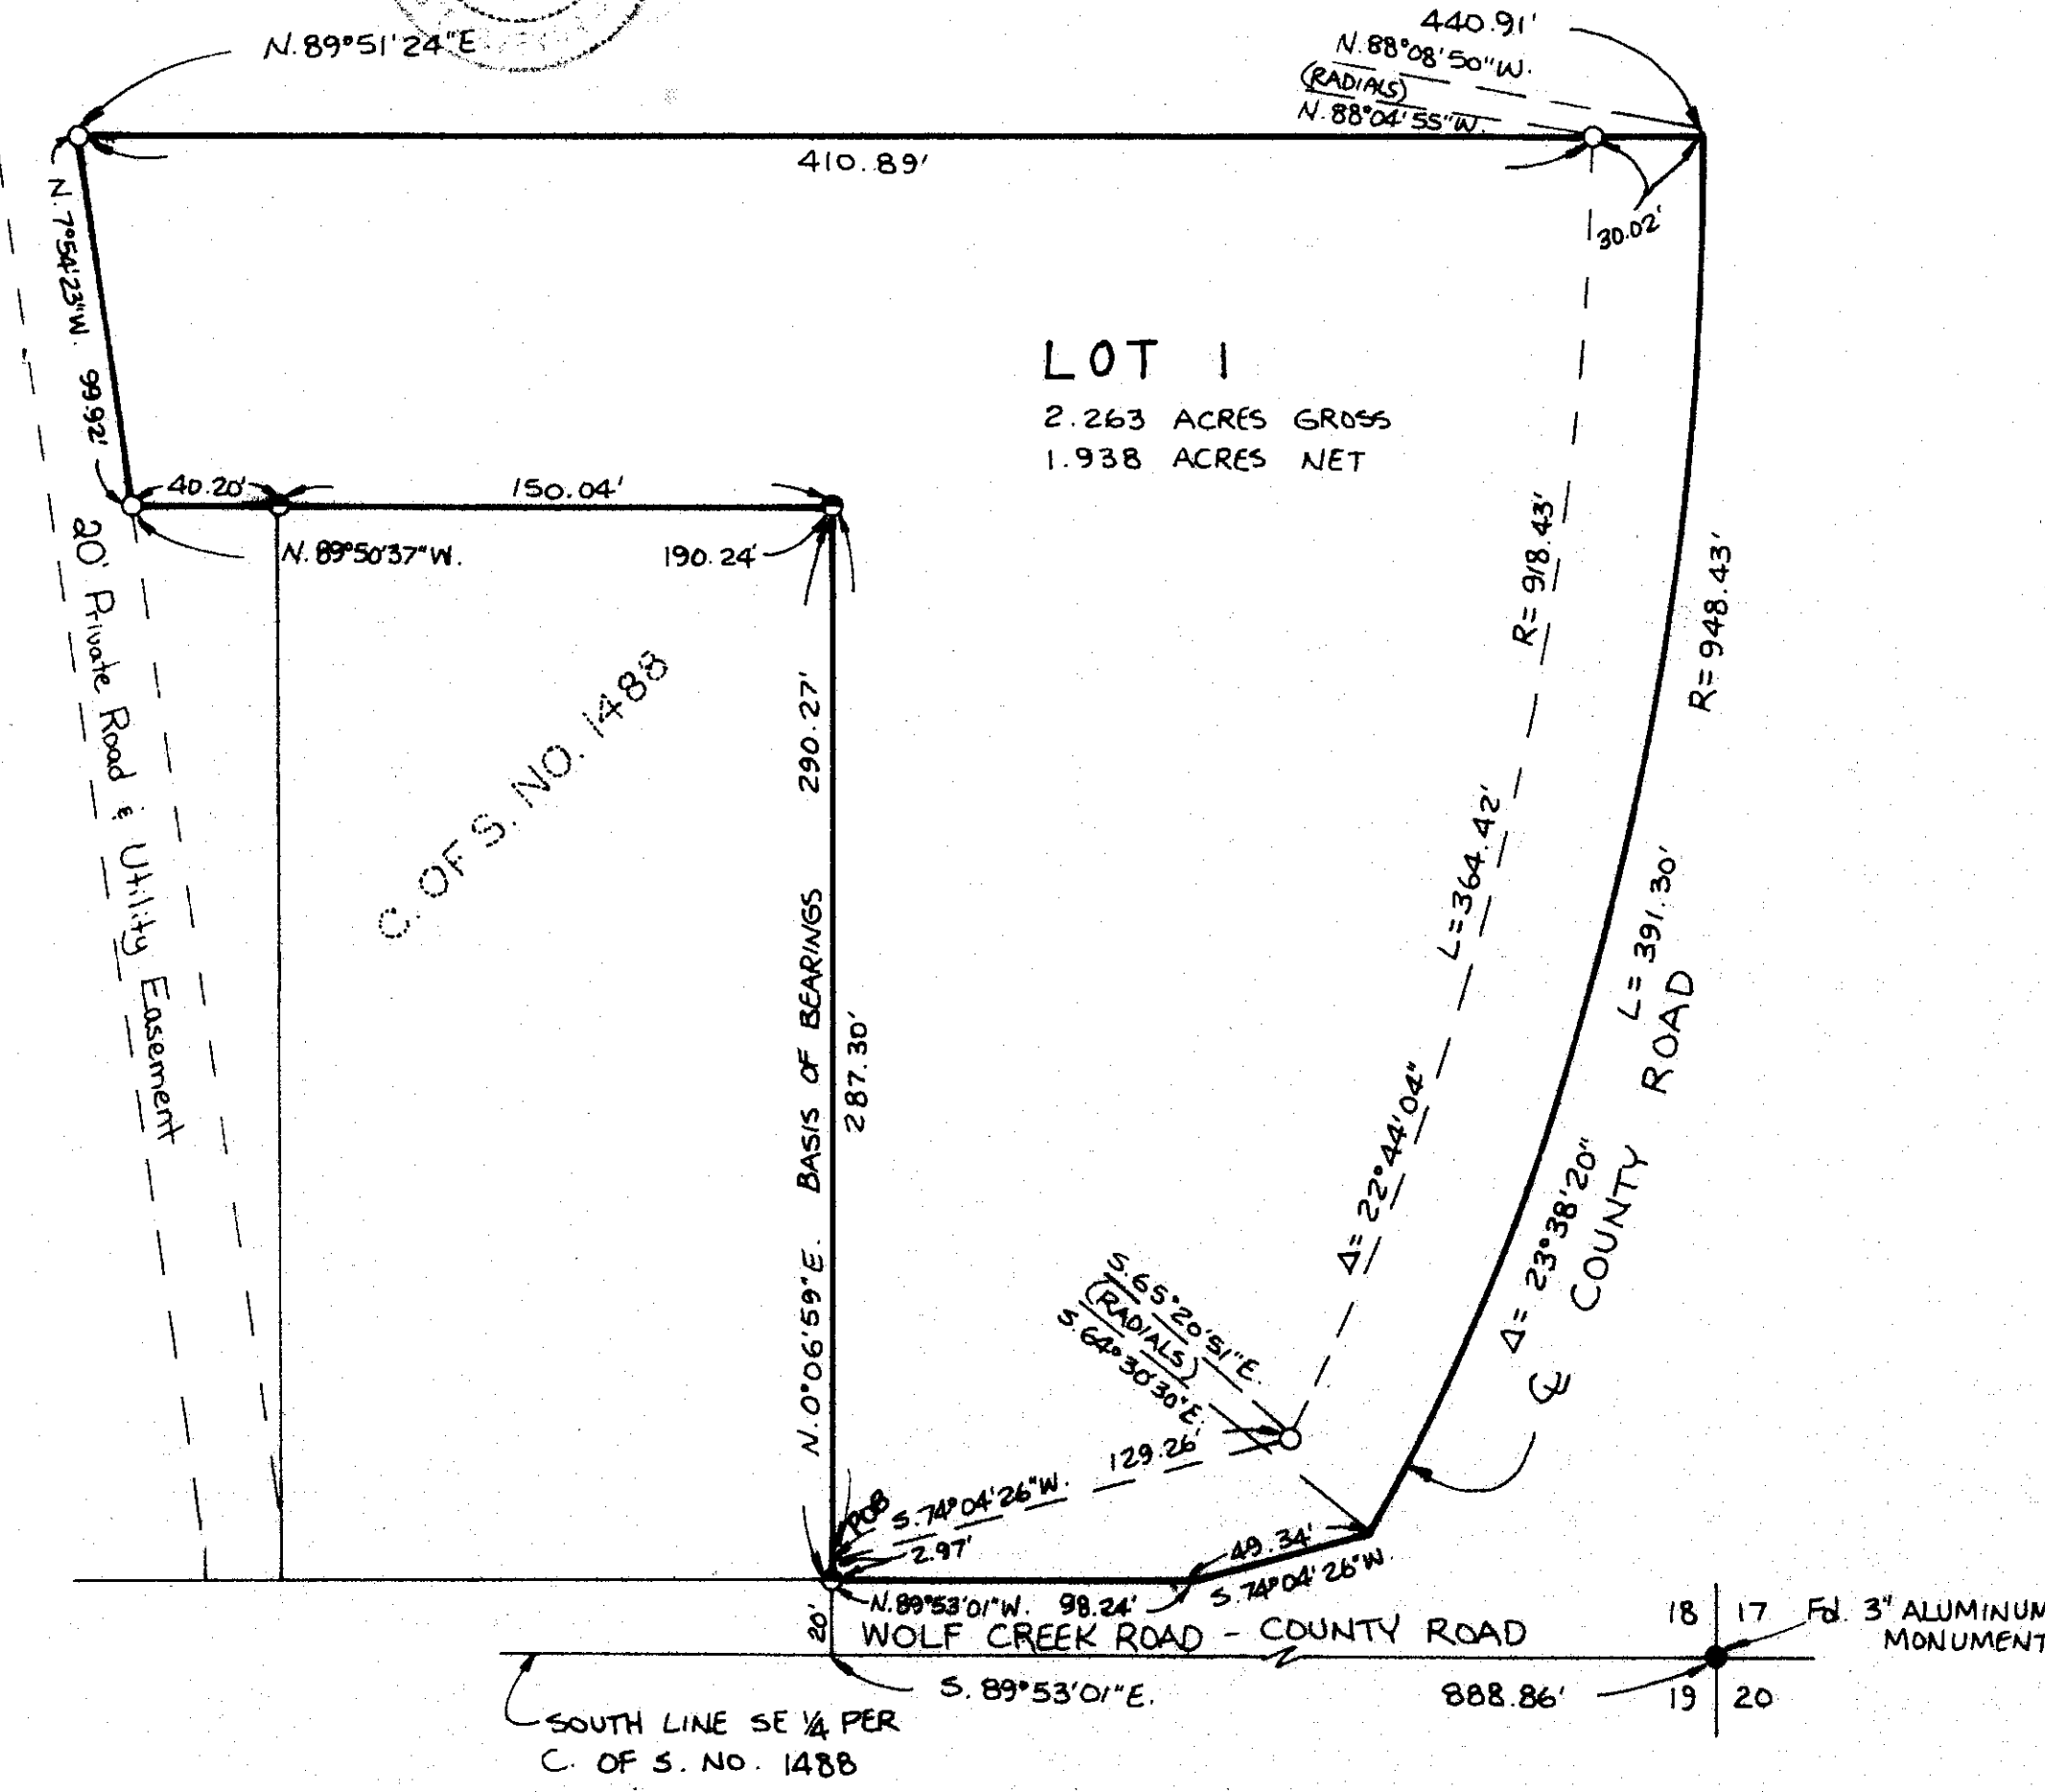 440.91'
N.89°51'24"E
N.88°08'50"W.
(RADIALS)
N.88°04'55"W.
410.89'
30.02'
N.7°54'23"W. 99.92'
LOT 1
2.263 ACRES GROSS
1.938 ACRES NET
40.20'
150.04'
N.89°50'37"W.
190.24'
20' Private Road & Utility Easement
C. OF S. NO. 1488
N.0°06'59"E. BASIS OF BEARINGS 290.27'
287.30'
Δ= 22°44'04" L=364.42' R=918.43'
R=948.43'
L=391.30'
Δ= 23°38'20"
℄ COUNTY ROAD
S.65°20'51"E.
(RADIALS)
S.64°30'30"E.
129.26'
S.74°04'26"W.
POB
2.97'
49.34'
S.74°04'26"W.
N.89°53'01"W. 98.24'
20'
WOLF CREEK ROAD - COUNTY ROAD
18 17
Fd. 3" ALUMINUM
MONUMENT
S.89°53'01"E.
888.86'
19 20
SOUTH LINE SE ¼ PER
C. OF S. NO. 1488